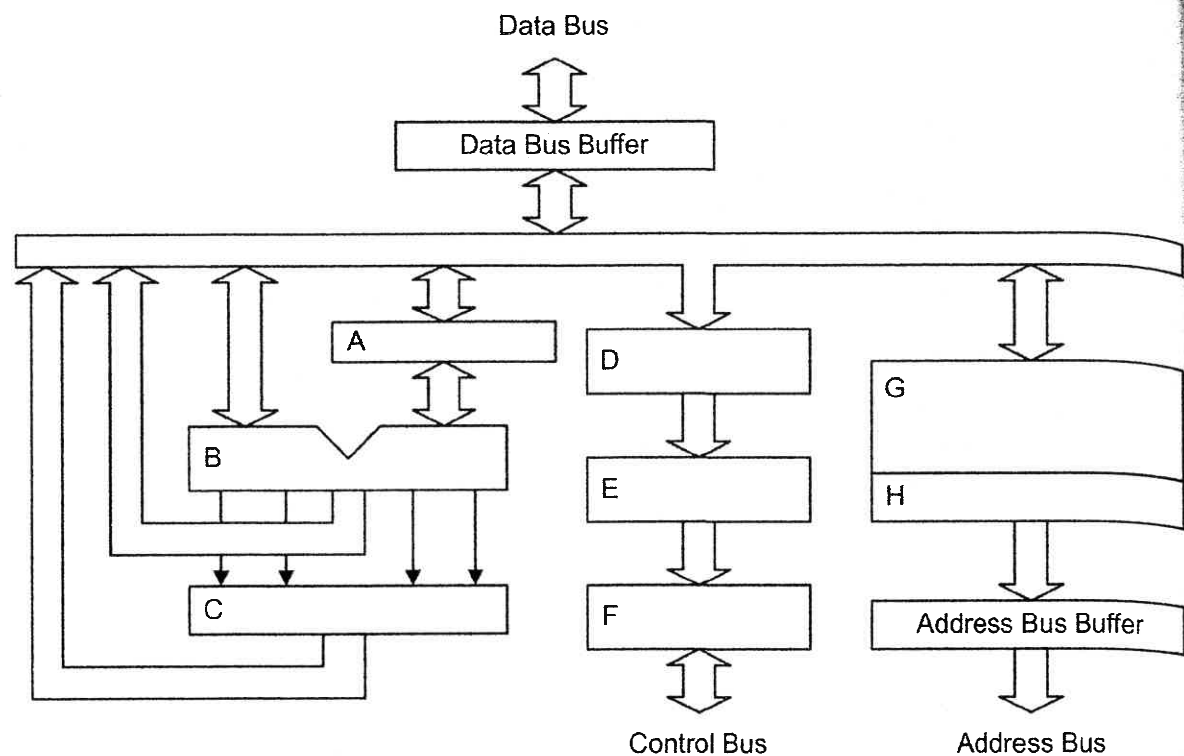 Data Bus
Data Bus Buffer
A
D
G
B
E
H
C
F
Address Bus Buffer
Control Bus
Address Bus